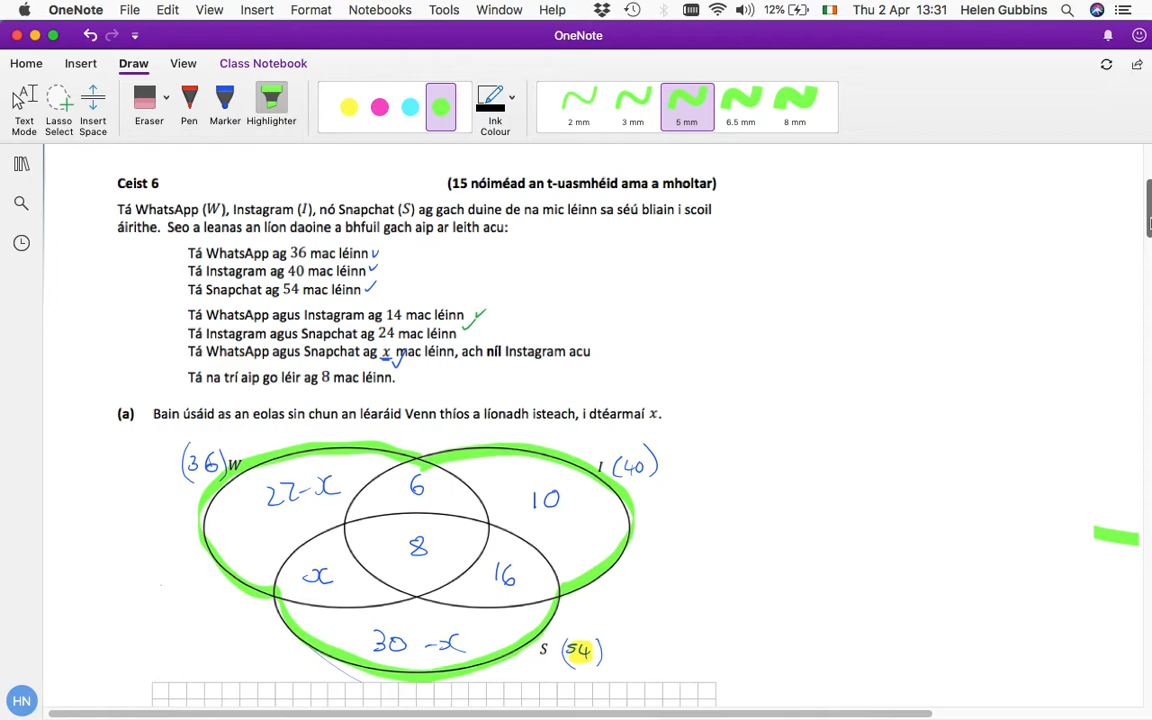 OneNote File Edit View Insert Format Notebooks Tools Window Help 12% Thu 2 Apr 13:31 Helen Gubbins
OneNote
Home Insert Draw View Class Notebook
Text Mode
Lasso Select
Insert Space
Eraser
Pen
Marker
Highlighter
Ink Colour
2 mm
3 mm
5 mm
6.5 mm
8 mm
Ceist 6 (15 nóiméad an t-uasmhéid ama a mholtar)
Tá WhatsApp (W), Instagram (I), nó Snapchat (S) ag gach duine de na mic léinn sa séú bliain i scoil
áirithe. Seo a leanas an líon daoine a bhfuil gach aip ar leith acu:
Tá WhatsApp ag 36 mac léinn
Tá Instagram ag 40 mac léinn
Tá Snapchat ag 54 mac léinn
Tá WhatsApp agus Instagram ag 14 mac léinn
Tá Instagram agus Snapchat ag 24 mac léinn
Tá WhatsApp agus Snapchat ag x mac léinn, ach níl Instagram acu
Tá na trí aip go léir ag 8 mac léinn.
(a) Bain úsáid as an eolas sin chun an léaráid Venn thíos a líonadh isteach, i dtéarmaí x.
(36) W I (40)
22-x 6 10
8
x 16
30 -x S (54)
HN